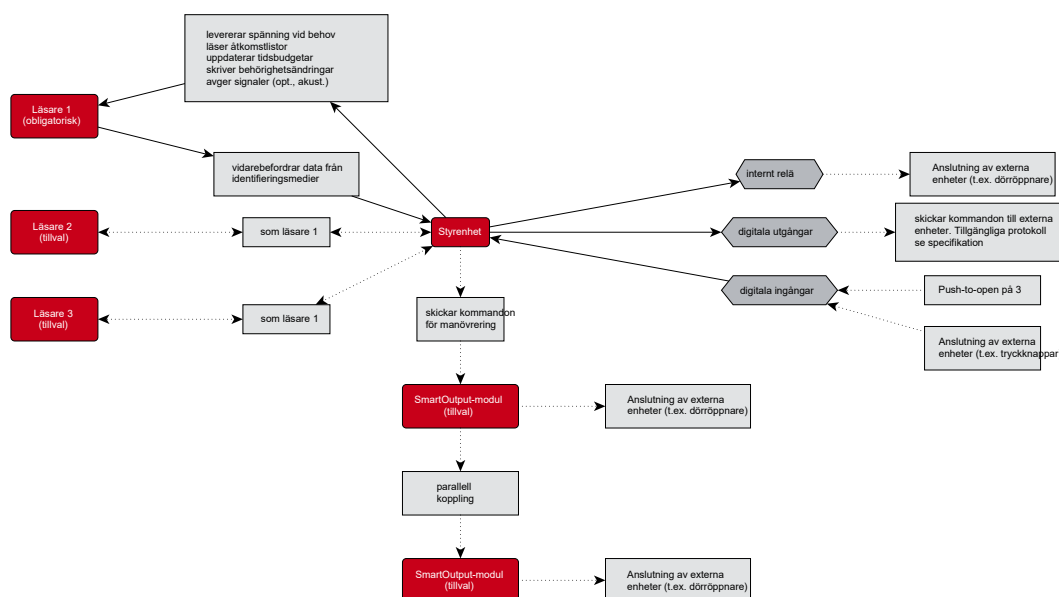 levererar spänning vid behov
läser åtkomstlistor
uppdaterar tidsbudgetar
skriver behörighetsändringar
avger signaler (opt., akust.)
Läsare 1
(obligatorisk)
vidarebefordrar data från
identifieringsmedier
internt relä
Anslutning av externa
enheter (t.ex. dörröppnare)
Läsare 2
(tillval)
som läsare 1
Styrenhet
digitala utgångar
skickar kommandon till externa
enheter. Tillgängliga protokoll
se specifikation
digitala ingångar
Push-to-open på 3
Läsare 3
(tillval)
som läsare 1
skickar kommandon
för manövrering
Anslutning av externa
enheter (t.ex. tryckknappar
SmartOutput-modul
(tillval)
Anslutning av externa
enheter (t.ex. dörröppnare)
parallell
koppling
SmartOutput-modul
(tillval)
Anslutning av externa
enheter (t.ex. dörröppnare)